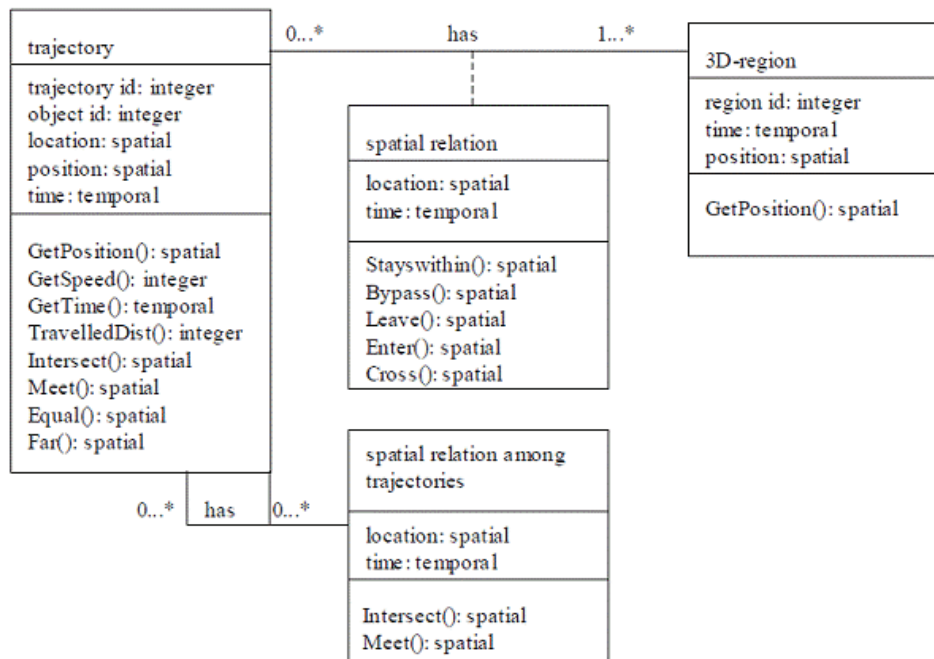 0...* has 1...*
trajectory
trajectory id: integer
object id: integer
location: spatial
position: spatial
time: temporal
GetPosition(): spatial
GetSpeed(): integer
GetTime(): temporal
TravelledDist(): integer
Intersect(): spatial
Meet(): spatial
Equal(): spatial
Far(): spatial
3D-region
region id: integer
time: temporal
position: spatial
GetPosition(): spatial
spatial relation
location: spatial
time: temporal
Stayswithin(): spatial
Bypass(): spatial
Leave(): spatial
Enter(): spatial
Cross(): spatial
0...* has 0...*
spatial relation among
trajectories
location: spatial
time: temporal
Intersect(): spatial
Meet(): spatial